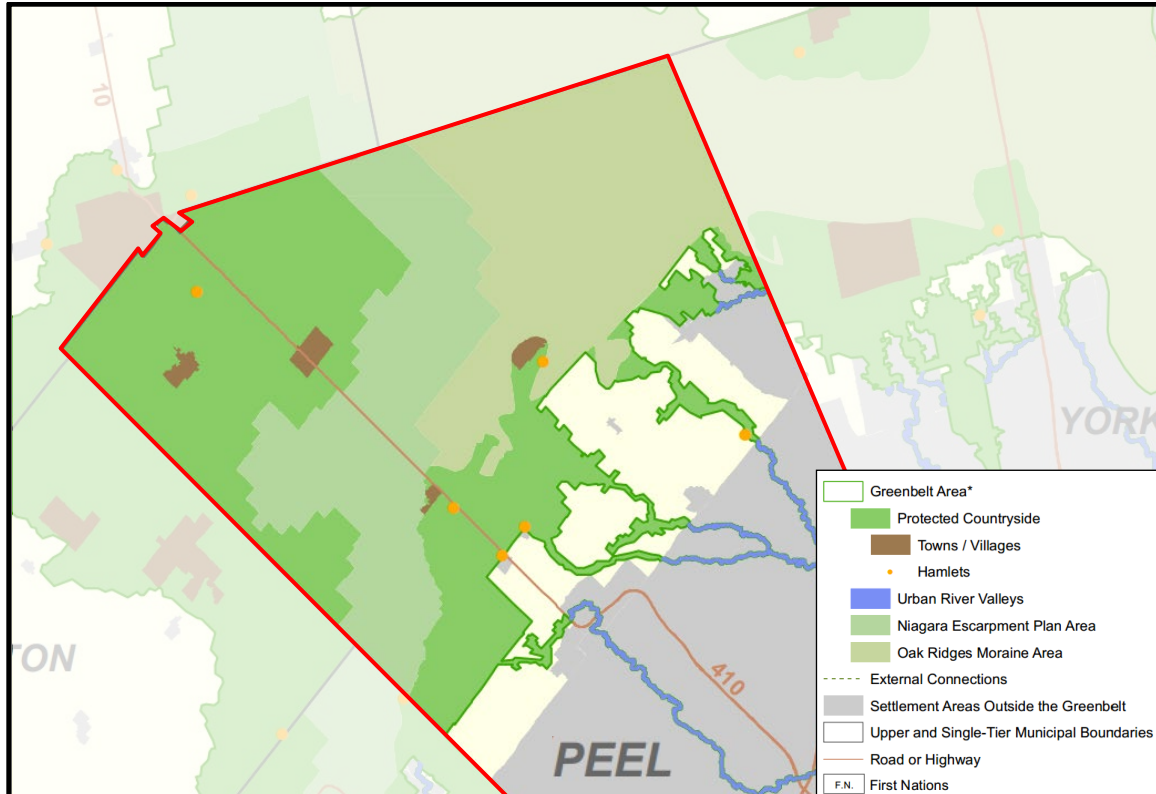 10
YORK
TON
410
PEEL
Greenbelt Area*
Protected Countryside
Towns / Villages
Hamlets
Urban River Valleys
Niagara Escarpment Plan Area
Oak Ridges Moraine Area
External Connections
Settlement Areas Outside the Greenbelt
Upper and Single-Tier Municipal Boundaries
Road or Highway
F.N. First Nations